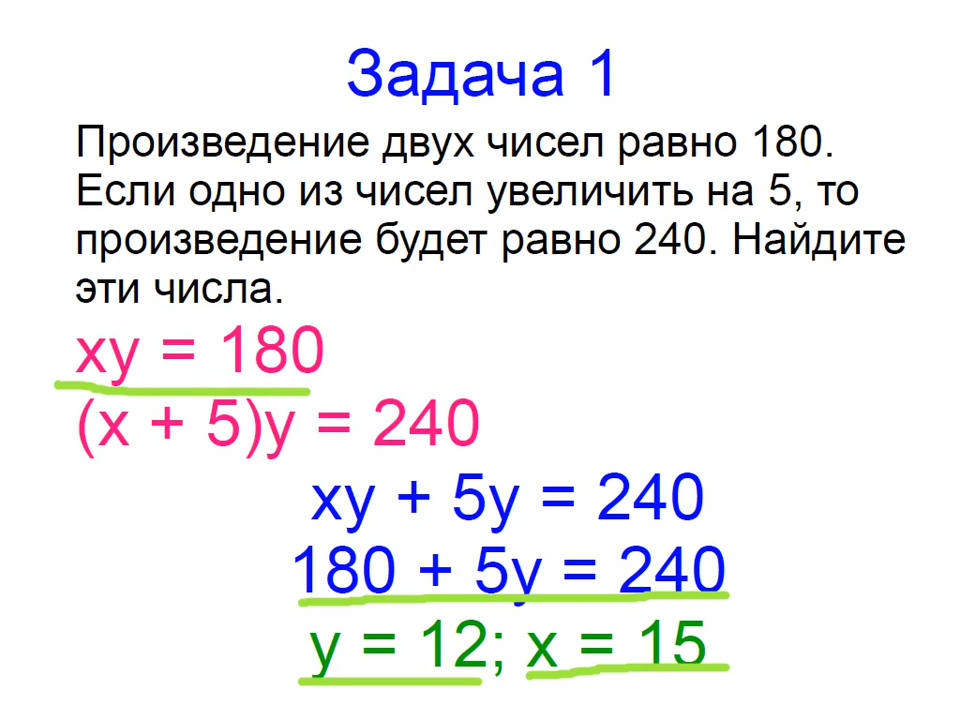 Задача 1
Произведение двух чисел равно 180.
Если одно из чисел увеличить на 5, то
произведение будет равно 240. Найдите
эти числа.
xy = 180
(x + 5)y = 240
xy + 5y = 240
180 + 5y = 240
y = 12; x = 15